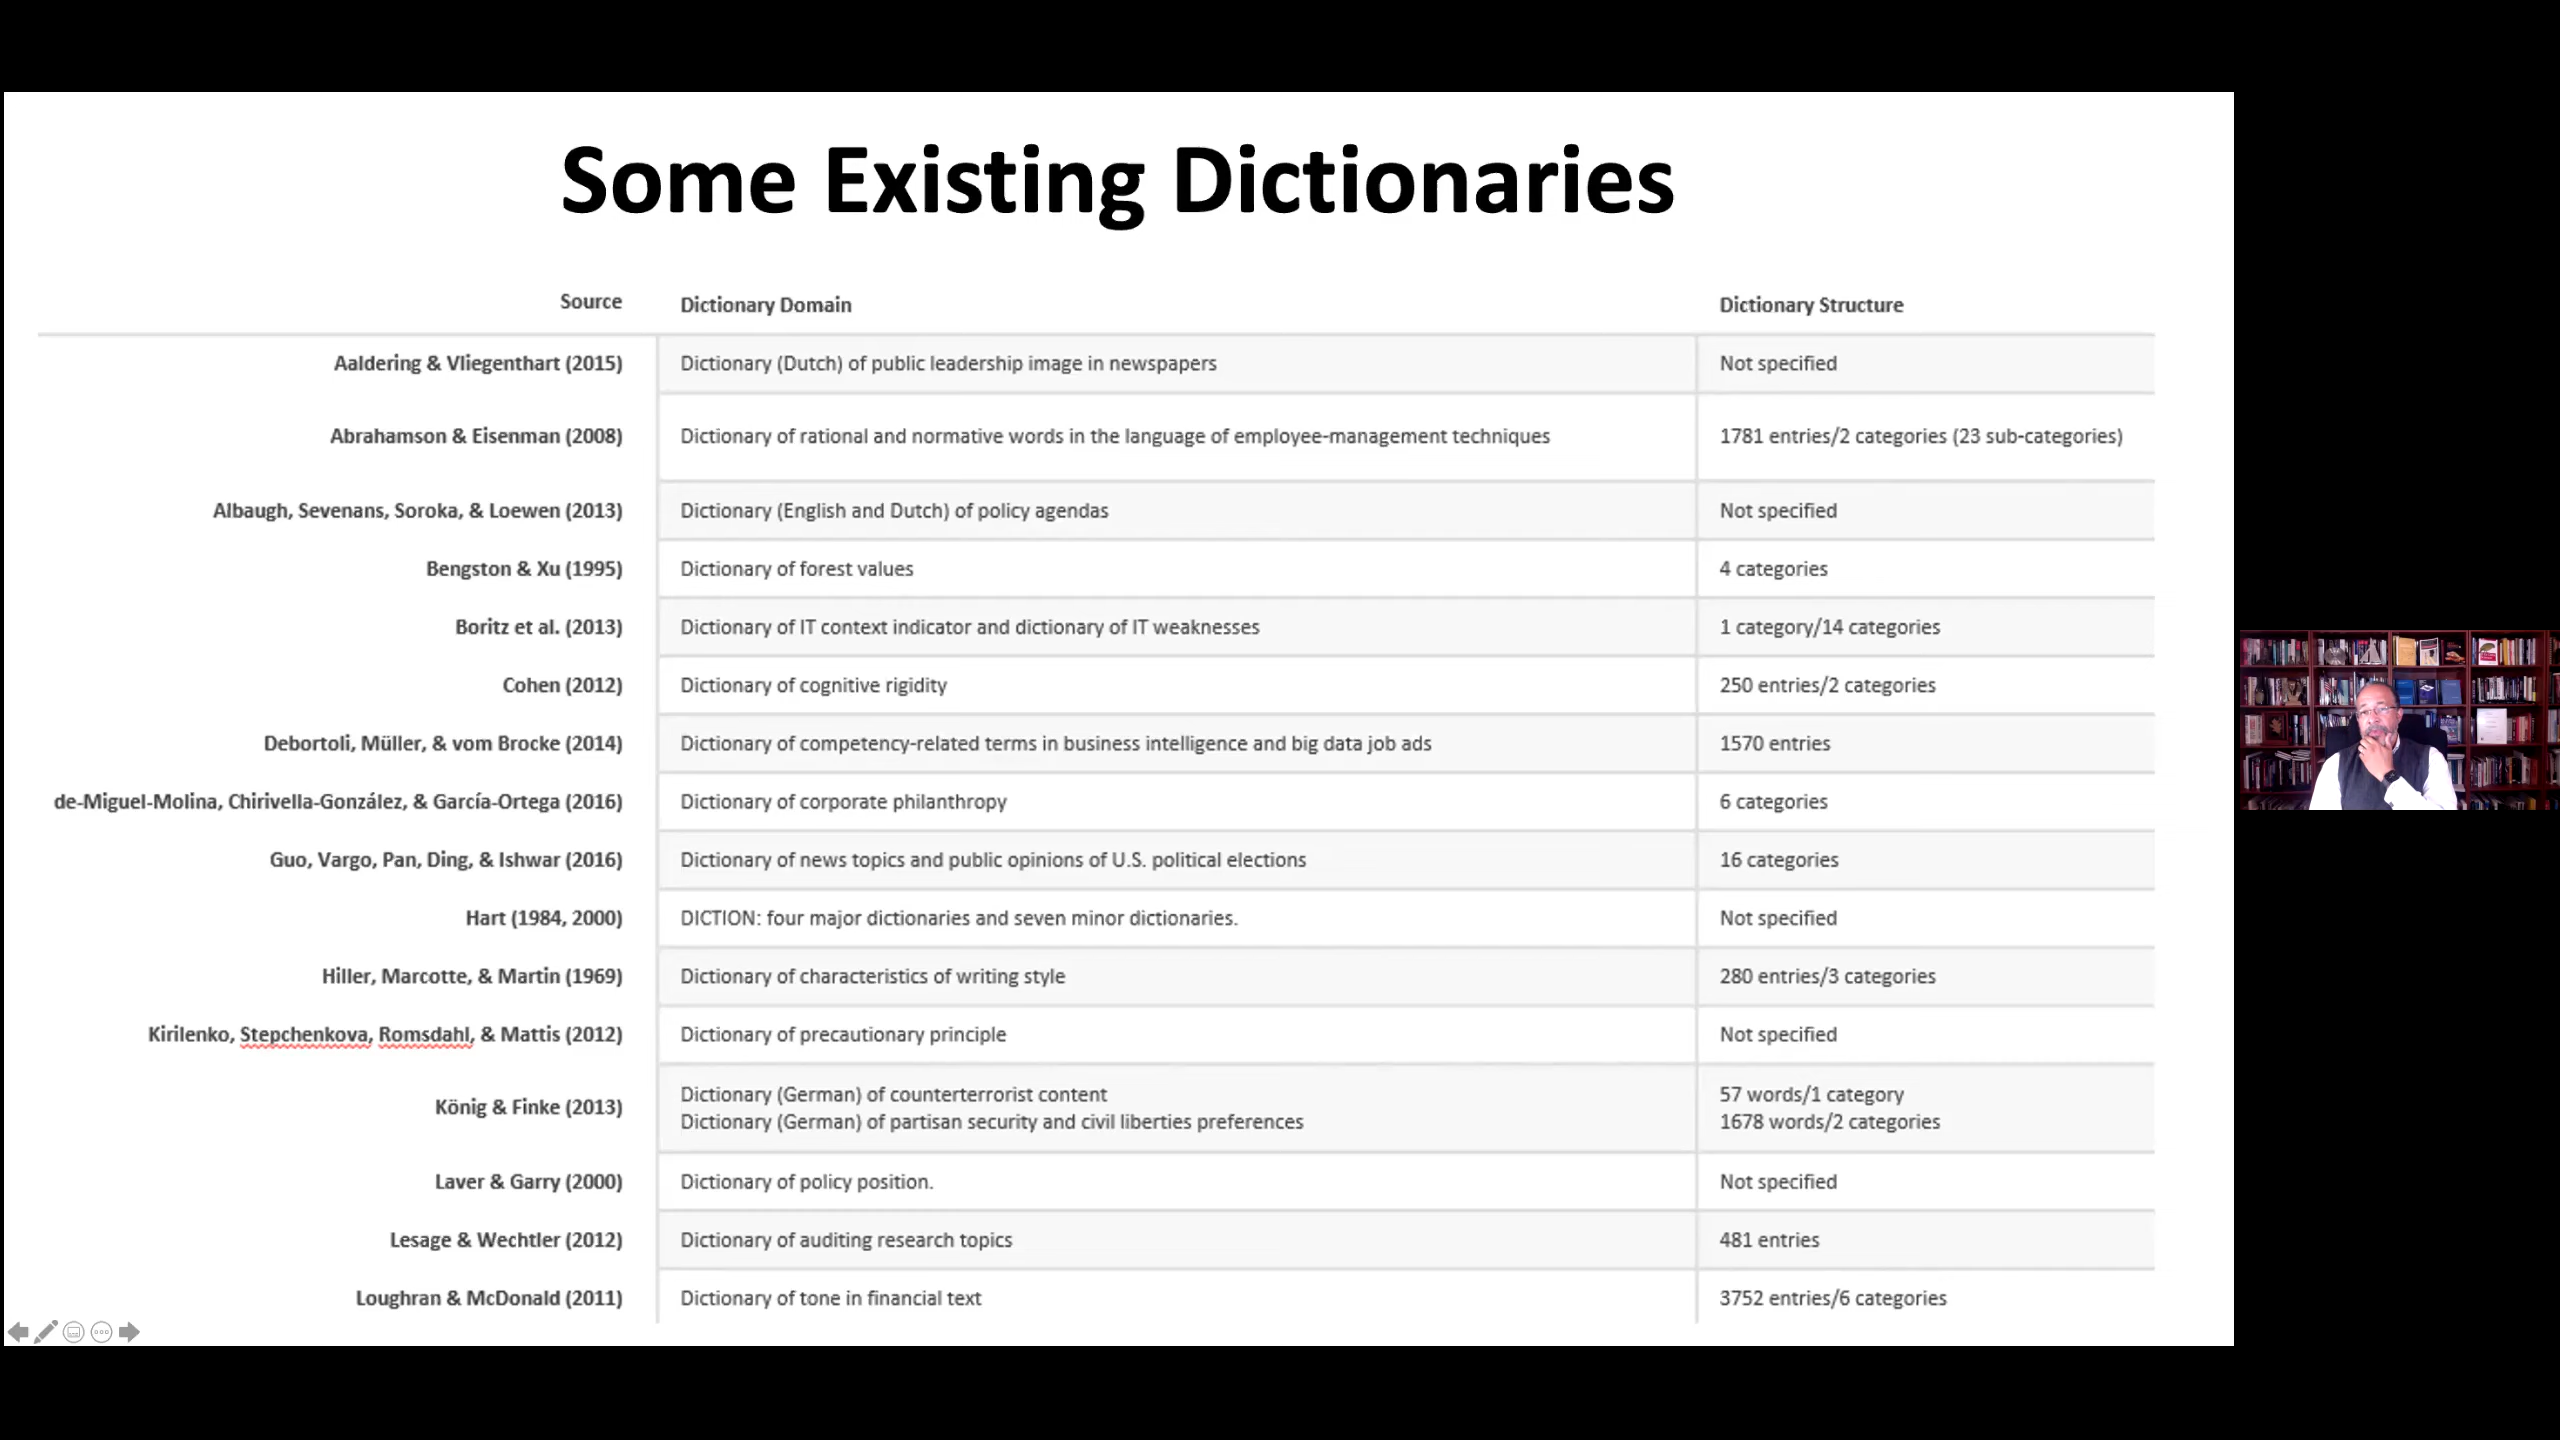 Some Existing Dictionaries
Source Dictionary Domain Dictionary Structure
Aaldering & Vliegenthart (2015) Dictionary (Dutch) of public leadership image in newspapers Not specified
Abrahamson & Eisenman (2008) Dictionary of rational and normative words in the language of employee-management techniques 1781 entries/2 categories (23 sub-categories)
Albaugh, Sevenans, Soroka, & Loewen (2013) Dictionary (English and Dutch) of policy agendas Not specified
Bengston & Xu (1995) Dictionary of forest values 4 categories
Boritz et al. (2013) Dictionary of IT context indicator and dictionary of IT weaknesses 1 category/14 categories
Cohen (2012) Dictionary of cognitive rigidity 250 entries/2 categories
Debortoli, Müller, & vom Brocke (2014) Dictionary of competency-related terms in business intelligence and big data job ads 1570 entries
de-Miguel-Molina, Chirivella-González, & García-Ortega (2016) Dictionary of corporate philanthropy 6 categories
Guo, Vargo, Pan, Ding, & Ishwar (2016) Dictionary of news topics and public opinions of U.S. political elections 16 categories
Hart (1984, 2000) DICTION: four major dictionaries and seven minor dictionaries. Not specified
Hiller, Marcotte, & Martin (1969) Dictionary of characteristics of writing style 280 entries/3 categories
Kirilenko, Stepchenkova, Romsdahl, & Mattis (2012) Dictionary of precautionary principle Not specified
König & Finke (2013) Dictionary (German) of counterterrorist content 57 words/1 category
Dictionary (German) of partisan security and civil liberties preferences 1678 words/2 categories
Laver & Garry (2000) Dictionary of policy position. Not specified
Lesage & Wechtler (2012) Dictionary of auditing research topics 481 entries
Loughran & McDonald (2011) Dictionary of tone in financial text 3752 entries/6 categories